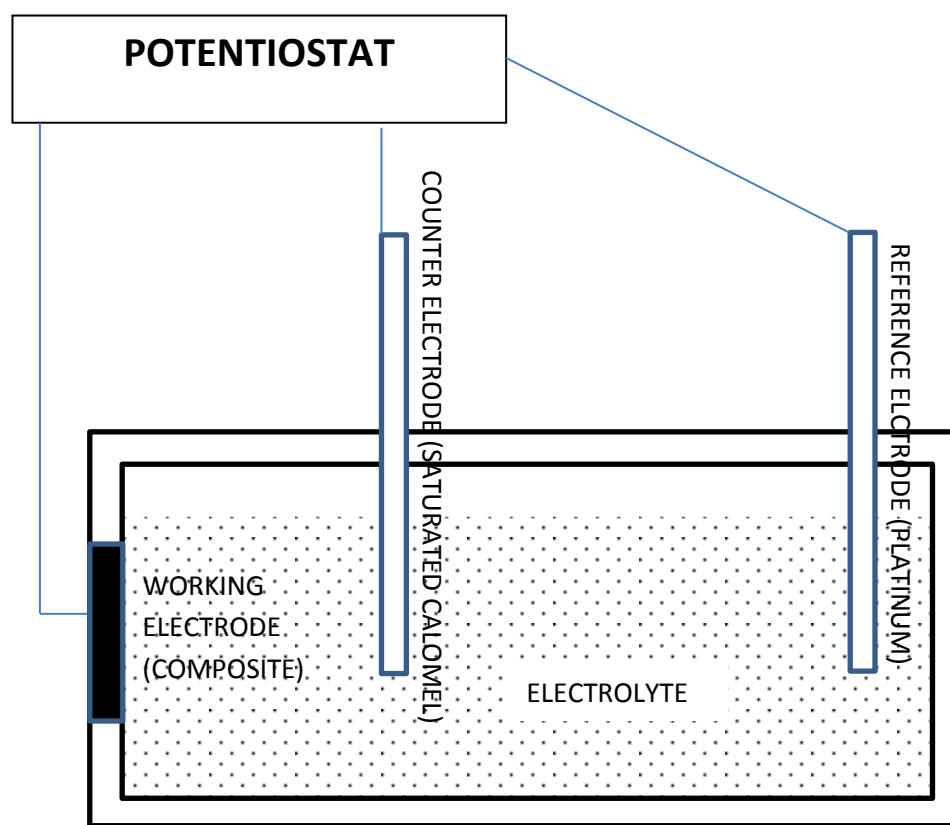 POTENTIOSTAT
COUNTER ELECTRODE (SATURATED CALOMEL)
REFERENCE ELCTRODE (PLATINUM)
WORKING
ELECTRODE
(COMPOSITE)
ELECTROLYTE